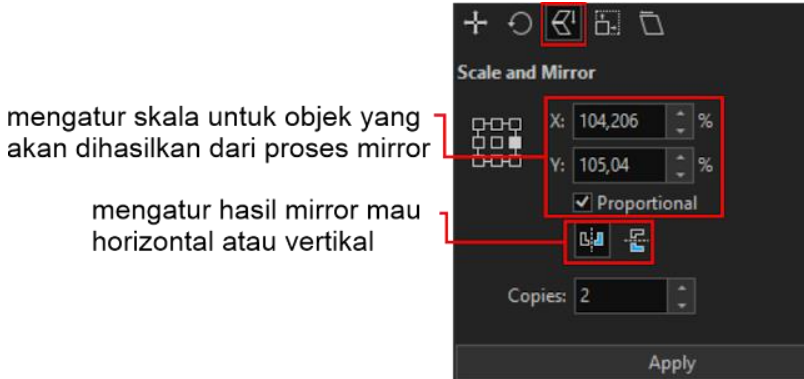 Scale and Mirror
mengatur skala untuk objek yang
akan dihasilkan dari proses mirror
X: 104,206 %
Y: 105,04 %
Proportional
mengatur hasil mirror mau
horizontal atau vertikal
Copies: 2
Apply